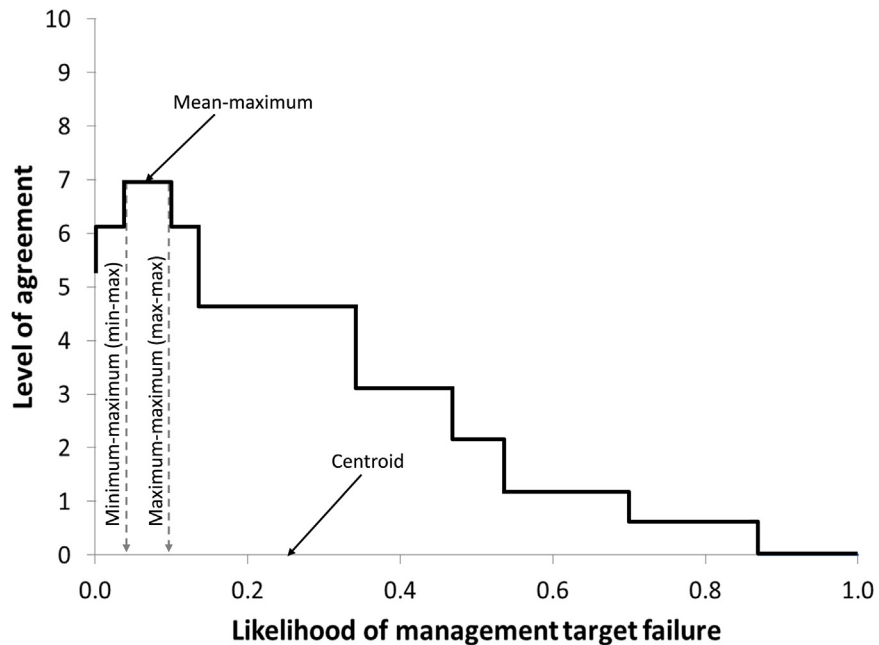 10
9
8
7
6
5
4
3
2
1
0
Level of agreement
Mean-maximum
Minimum-maximum (min-max)
Maximum-maximum (max-max)
Centroid
0.0 0.2 0.4 0.6 0.8 1.0
Likelihood of management target failure